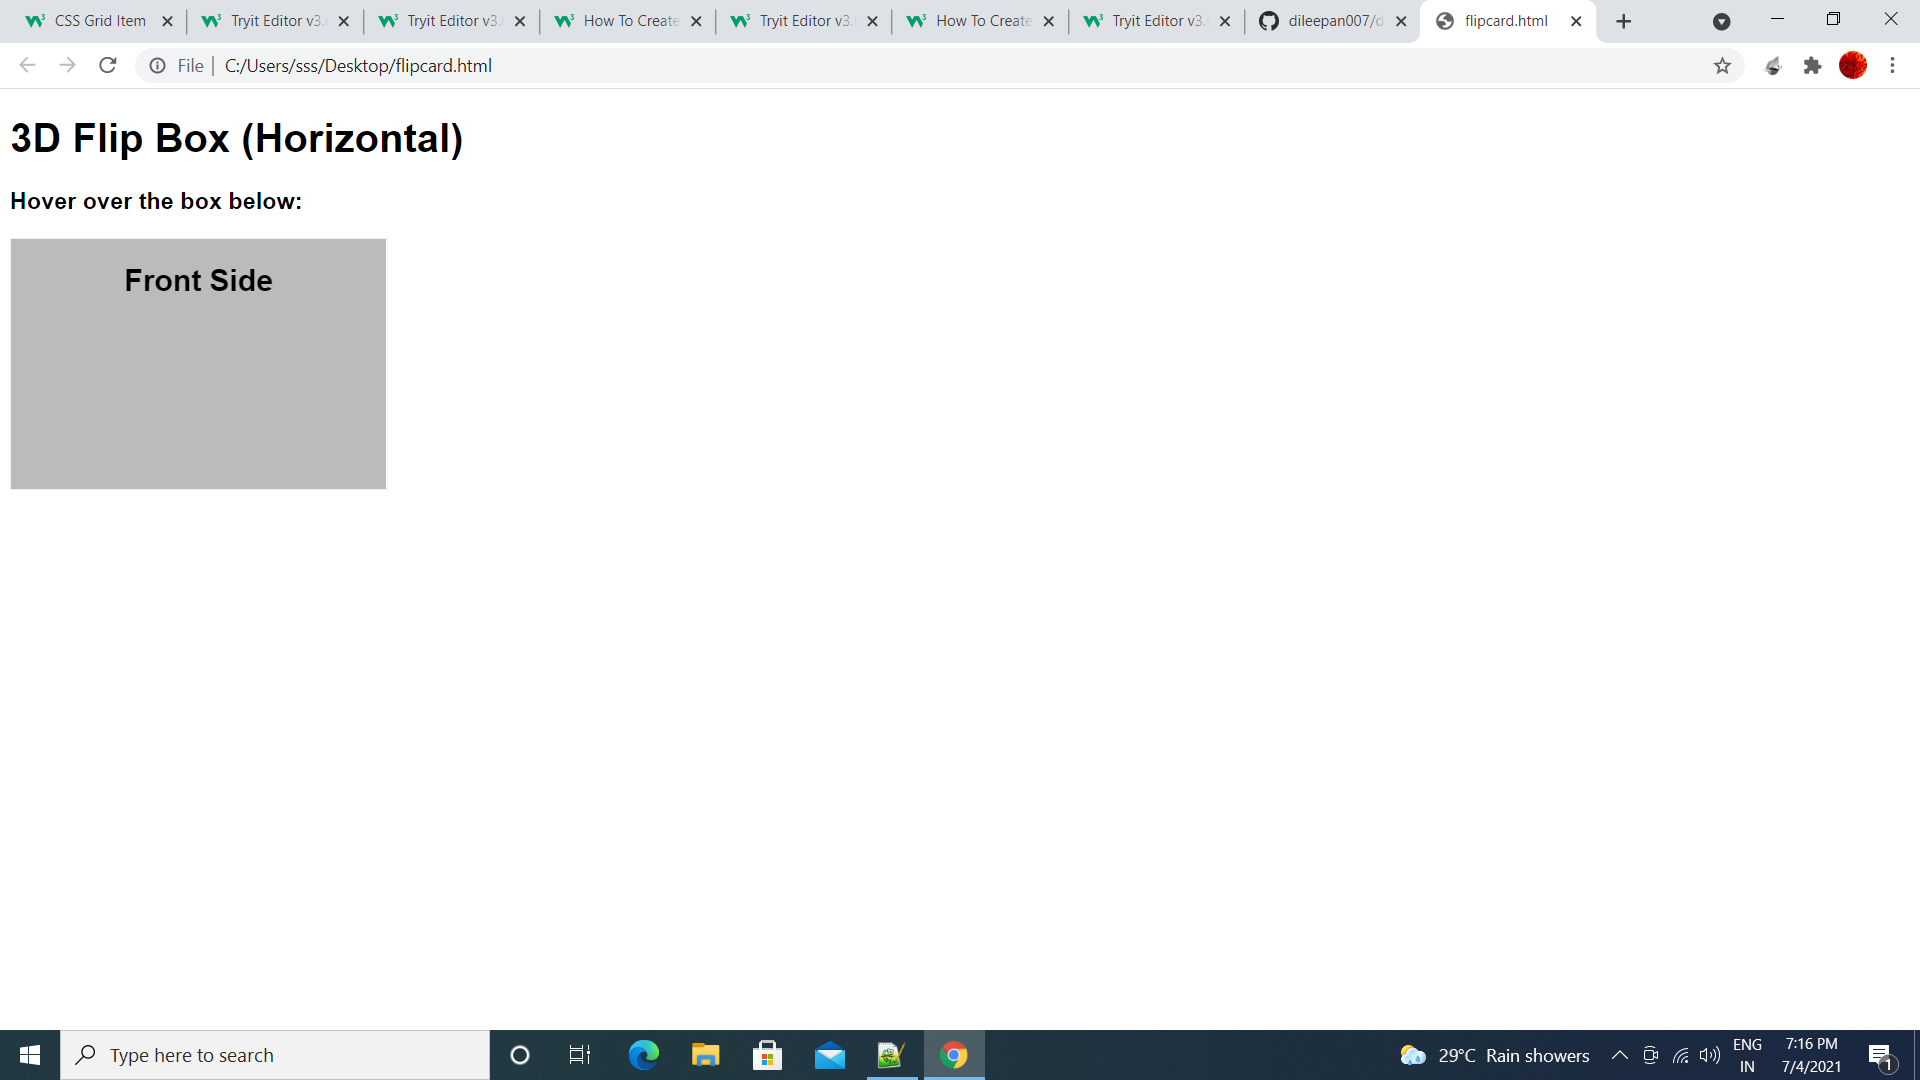 CSS Grid Item
Tryit Editor v3.
Tryit Editor v3.
How To Create
Tryit Editor v3.
How To Create
Tryit Editor v3.
dileepan007/d
flipcard.html
File | C:/Users/sss/Desktop/flipcard.html
3D Flip Box (Horizontal)
Hover over the box below:
Front Side
Type here to search
29°C Rain showers
ENG
IN
7:16 PM
7/4/2021
1